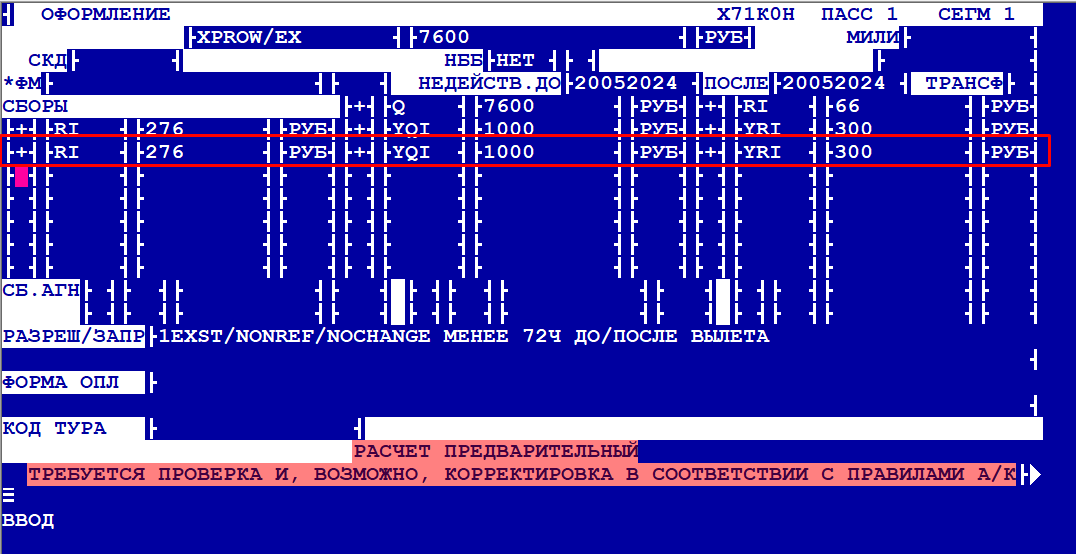 ОФОРМЛЕНИЕ X71K0H ПАСС 1 СЕГМ 1
XPROW/EX 7600 РУБ МИЛИ
СКД НББ НЕТ
*ФМ НЕДЕЙСТВ.ДО 20052024 ПОСЛЕ 20052024 ТРАНСФ
СБОРЫ + Q 7600 РУБ + RI 66 РУБ
+ RI 276 РУБ + YQI 1000 РУБ + YRI 300 РУБ
+ RI 276 РУБ + YQI 1000 РУБ + YRI 300 РУБ
СБ.АГН
РАЗРЕШ/ЗАПР 1EXST/NONREF/NOCHANGE МЕНЕЕ 72Ч ДО/ПОСЛЕ ВЫЛЕТА
ФОРМА ОПЛ
КОД ТУРА
РАСЧЕТ ПРЕДВАРИТЕЛЬНЫЙ
ТРЕБУЕТСЯ ПРОВЕРКА И, ВОЗМОЖНО, КОРРЕКТИРОВКА В СООТВЕТСТВИИ С ПРАВИЛАМИ А/К
ВВОД